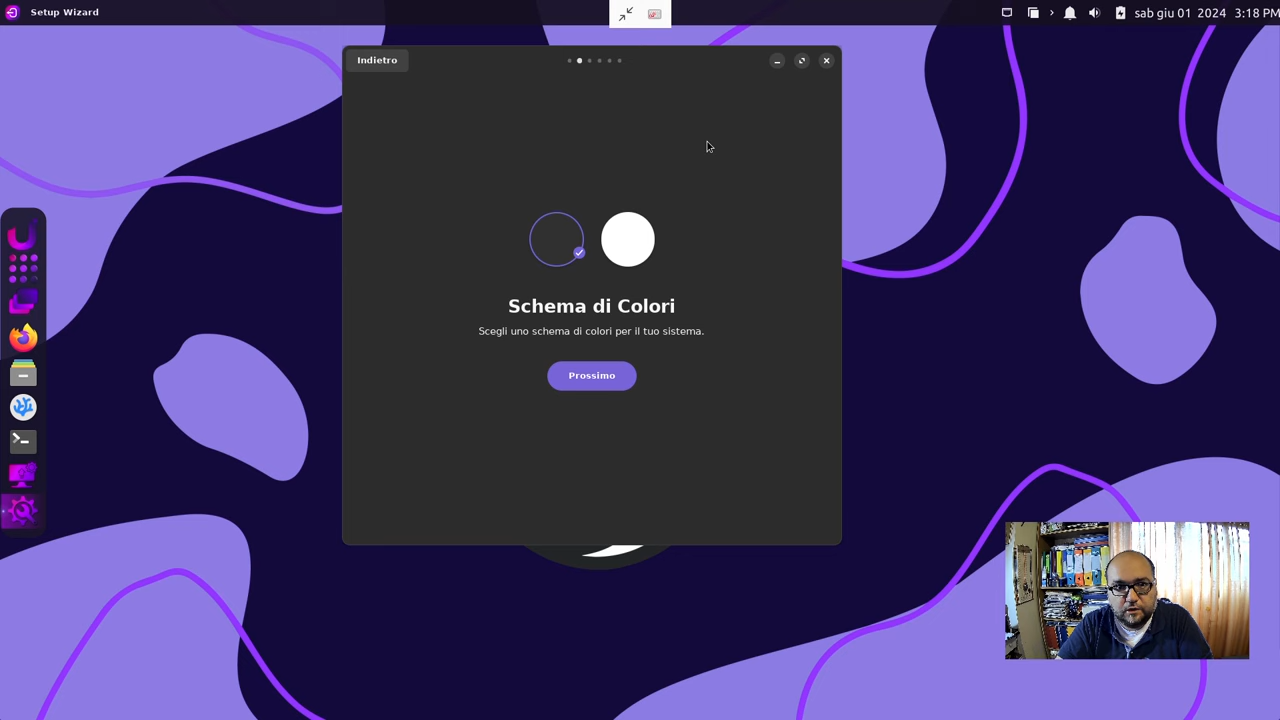 Setup Wizard
sab giu 01 2024 3:18 PM
Indietro
Schema di Colori
Scegli uno schema di colori per il tuo sistema.
Prossimo